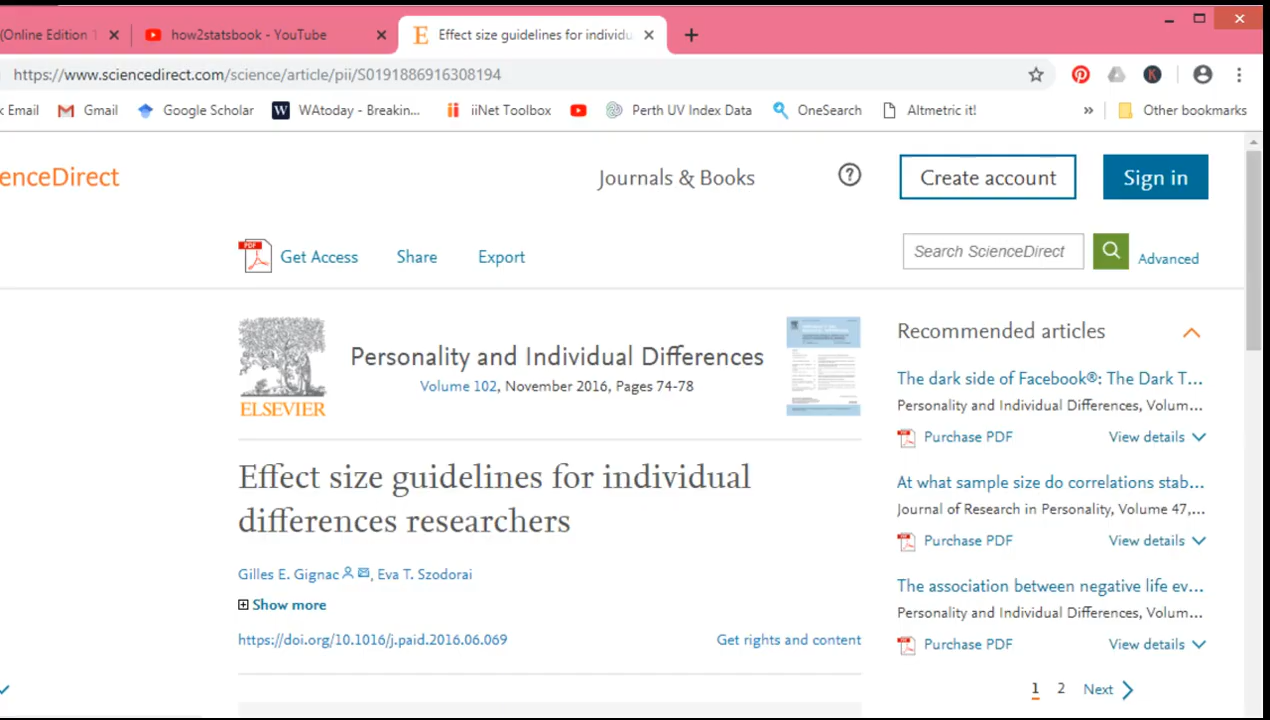 (Online Edition 1
how2statsbook - YouTube
Effect size guidelines for individu
https://www.sciencedirect.com/science/article/pii/S0191886916308194
K
k Email
Gmail
Google Scholar
W
WAtoday - Breakin...
iiNet Toolbox
Perth UV Index Data
OneSearch
Altmetric it!
»
Other bookmarks
enceDirect
Journals & Books
?
Create account
Sign in
PDF
Get Access
Share
Export
Search ScienceDirect
Advanced
ELSEVIER
Personality and Individual Differences
Volume 102, November 2016, Pages 74-78
Effect size guidelines for individual
differences researchers
Gilles E. Gignac, Eva T. Szodorai
Show more
https://doi.org/10.1016/j.paid.2016.06.069
Get rights and content
Recommended articles
The dark side of Facebook®: The Dark T...
Personality and Individual Differences, Volum...
Purchase PDF
View details
At what sample size do correlations stab...
Journal of Research in Personality, Volume 47,...
Purchase PDF
View details
The association between negative life ev...
Personality and Individual Differences, Volum...
Purchase PDF
View details
1 2 Next